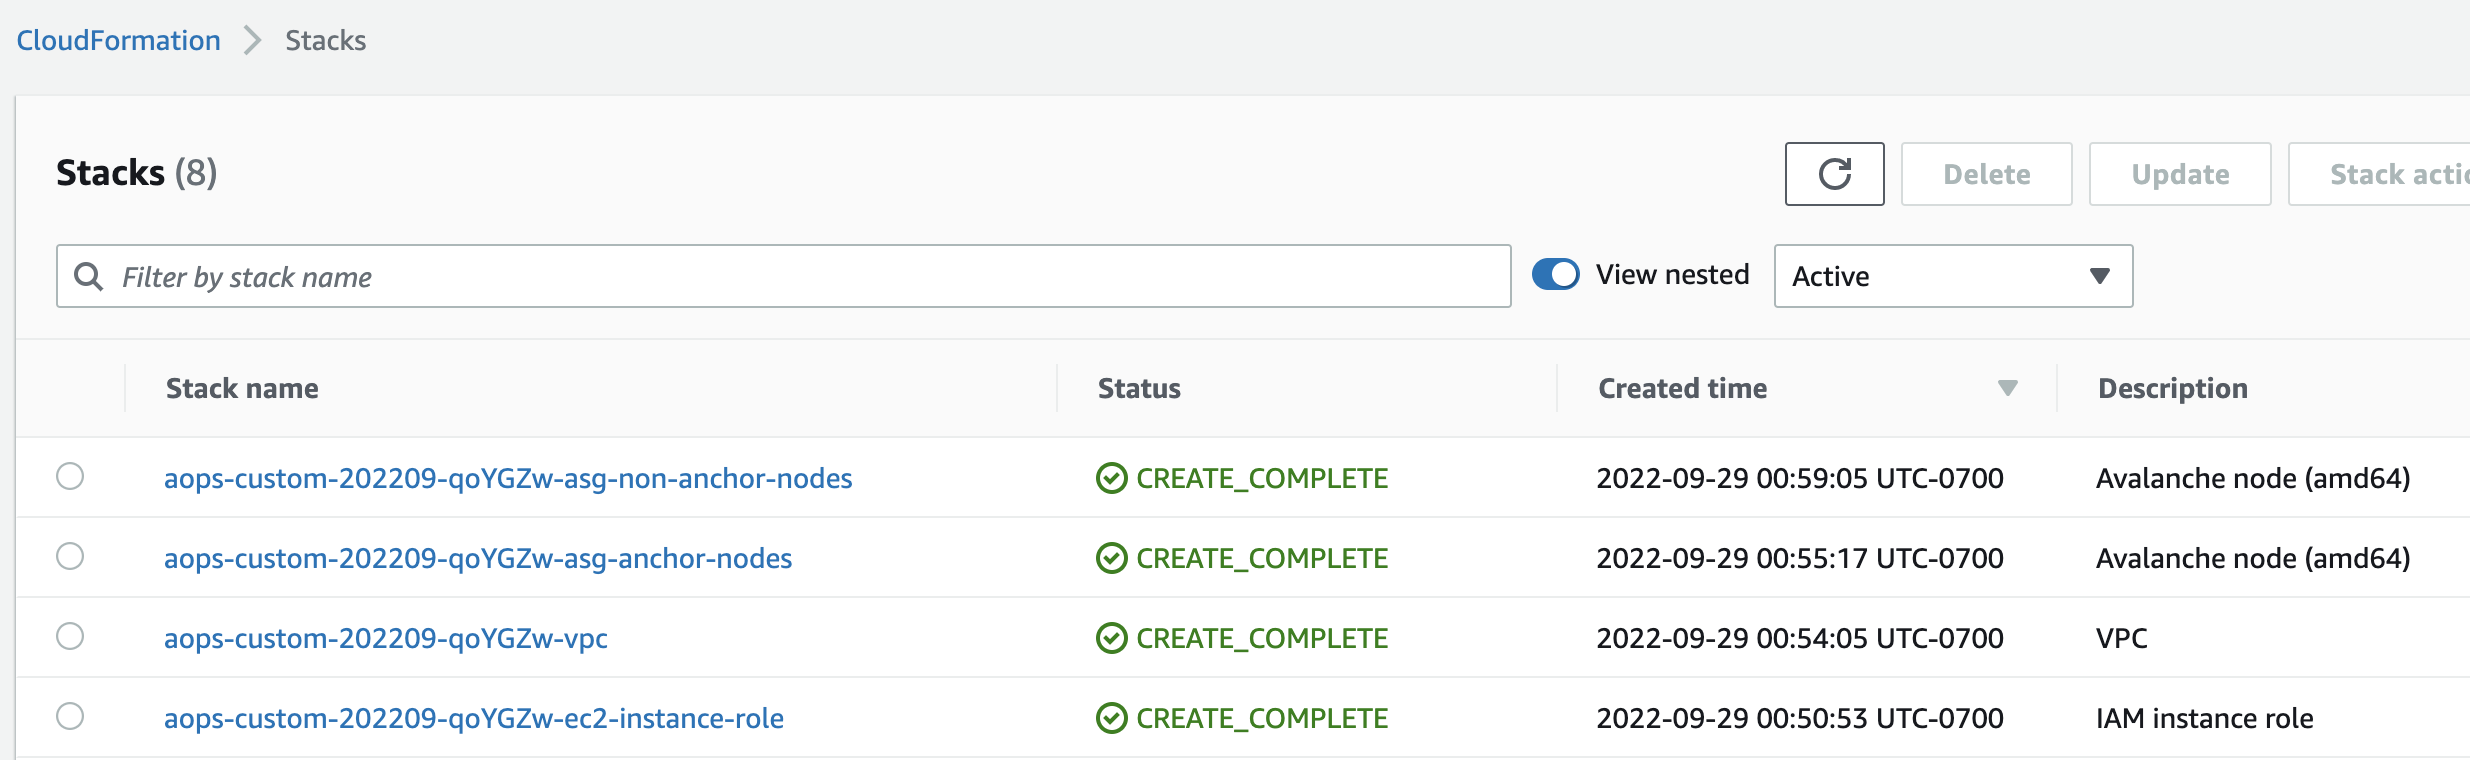 CloudFormation Stacks
Stacks (8)
Delete Update Stack
Filter by stack name View nested Active
Stack name Status Created time Description
aops-custom-202209-qoYGZw-asg-non-anchor-nodes CREATE_COMPLETE 2022-09-29 00:59:05 UTC-0700 Avalanche node (amd64)
aops-custom-202209-qoYGZw-asg-anchor-nodes CREATE_COMPLETE 2022-09-29 00:55:17 UTC-0700 Avalanche node (amd64)
aops-custom-202209-qoYGZw-vpc CREATE_COMPLETE 2022-09-29 00:54:05 UTC-0700 VPC
aops-custom-202209-qoYGZw-ec2-instance-role CREATE_COMPLETE 2022-09-29 00:50:53 UTC-0700 IAM instance role